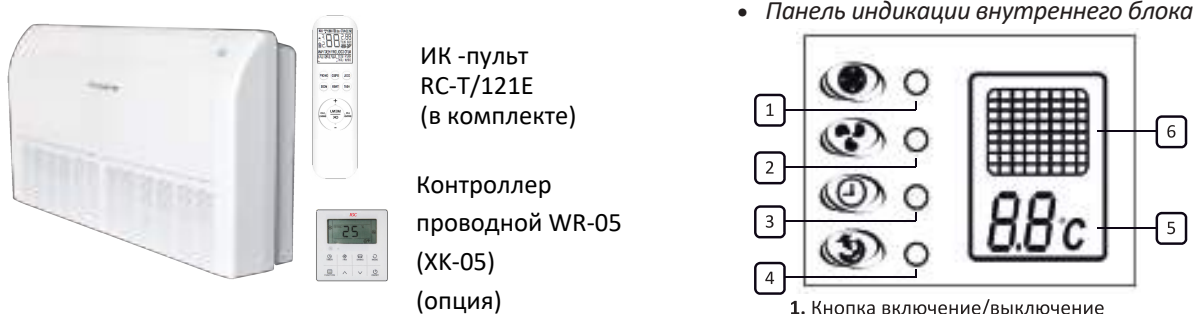 ИК -пульт
RC-T/121E
(в комплекте)
Контроллер
проводной WR-05
(XK-05)
(опция)
• Панель индикации внутреннего блока
1
2
3
4
6
8.8°C
5
25
1. Кнопка включение/выключение